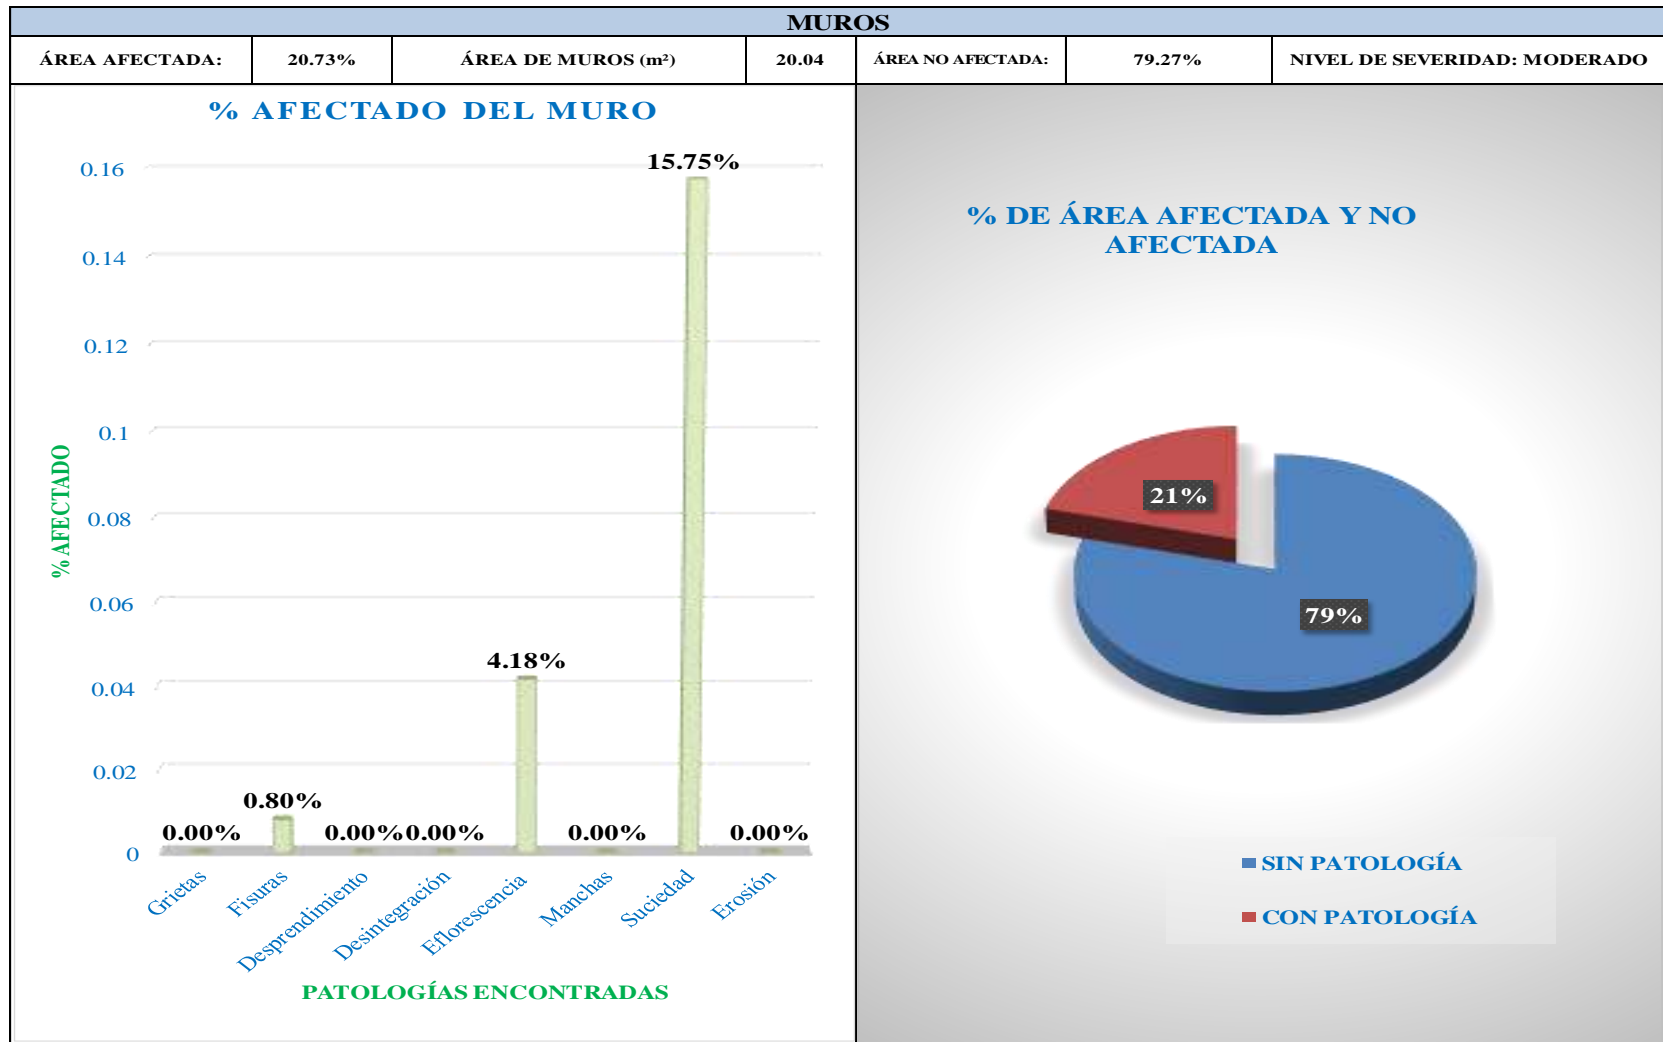 MUROS
ÁREA AFECTADA: 20.73% ÁREA DE MUROS (m²) 20.04 ÁREA NO AFECTADA: 79.27% NIVEL DE SEVERIDAD: MODERADO
% AFECTADO DEL MURO
0.16
0.14
0.12
0.1
0.08
0.06
0.04
0.02
0
% AFECTADO
0.00%
0.80%
0.00%
0.00%
4.18%
0.00%
15.75%
0.00%
Grietas
Fisuras
Desprendimiento
Desintegración
Eflorescencia
Manchas
Suciedad
Erosión
PATOLOGÍAS ENCONTRADAS
% DE ÁREA AFECTADA Y NO
AFECTADA
21%
79%
SIN PATOLOGÍA
CON PATOLOGÍA